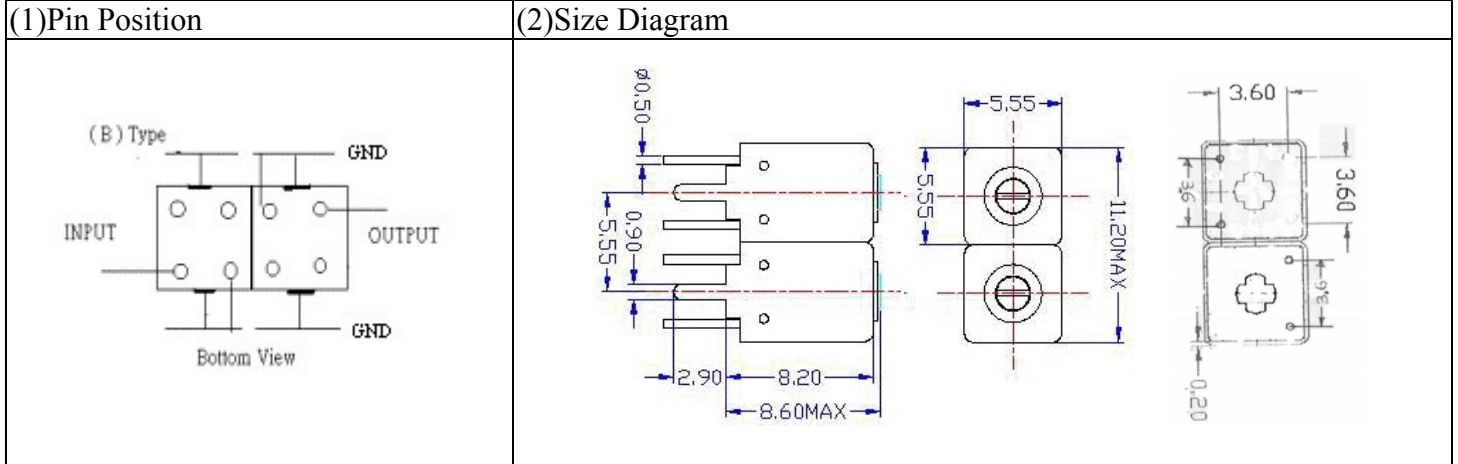 (1)Pin Position
(2)Size Diagram
(B)Type
GND
INPUT
OUTPUT
GND
Bottom View
ø0.50
0.90
5.55
2.90
8.20
8.60MAX
5.55
5.55
11.20MAX
3.60
3.6
3.60
3.6
0.20